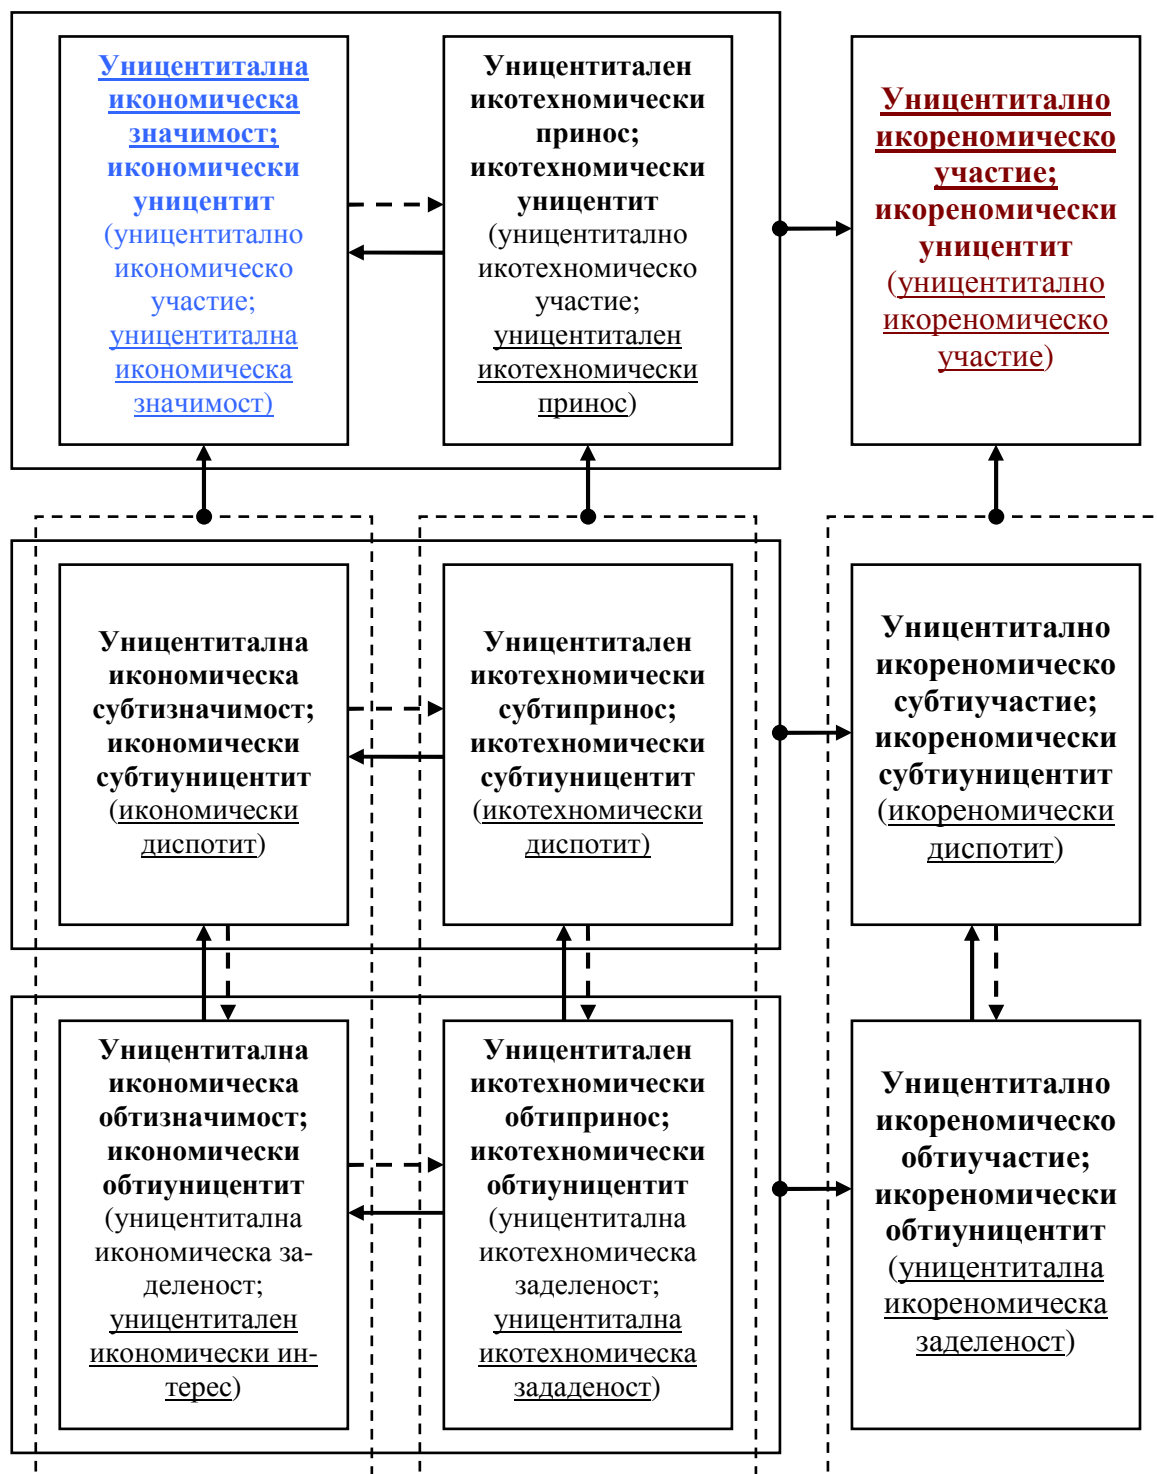 Уницентитална
икономическа
значимост;
икономически
уницентит
(уницентитално
икономическо
участие;
уницентитална
икономическа
значимост)
Уницентитален
икотехномически
принос;
икотехномически
уницентит
(уницентитално
икотехномическо
участие;
уницентитален
икотехномически
принос)
Уницентитално
икореномическо
участие;
икореномически
уницентит
(уницентитално
икореномическо
участие)
Уницентитална
икономическа
субтизначимост;
икономически
субтиуницентит
(икономически
диспотит)
Уницентитален
икотехномически
субтипринос;
икотехномически
субтиуницентит
(икотехномически
диспотит)
Уницентитално
икореномическо
субтиучастие;
икореномически
субтиуницентит
(икореномически
диспотит)
Уницентитална
икономическа
обтизначимост;
икономически
обтиуницентит
(уницентитална
икономическа за-
деленост;
уницентитален
икономически ин-
терес)
Уницентитален
икотехномически
обтипринос;
икотехномически
обтиуницентит
(уницентитална
икотехномическа
заделеност;
уницентитална
икотехномическа
зададеност)
Уницентитално
икореномическо
обтиучастие;
икореномически
обтиуницентит
(уницентитална
икореномическа
заделеност)